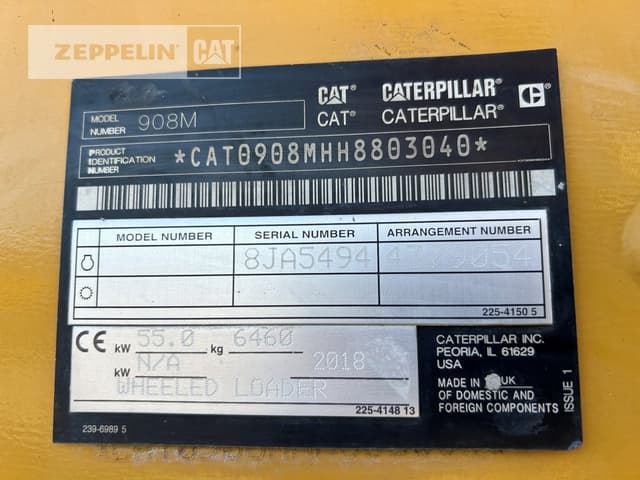 ZEPPELIN CAT
CAT® CATERPILLAR®
CAT® CATERPILLAR®
MODEL NUMBER 908M
PRODUCT IDENTIFICATION NUMBER *CAT0908MHH8803040*
MODEL NUMBER SERIAL NUMBER ARRANGEMENT NUMBER
8JA5494
225-4150 5
CE kW 55.0 kg 6460
kW N/A 2018
WHEELED LOADER
225-4148 13
CATERPILLAR INC.
PEORIA, IL 61629
USA
MADE IN UK
OF DOMESTIC AND
FOREIGN COMPONENTS
ISSUE 1
239-6989 5